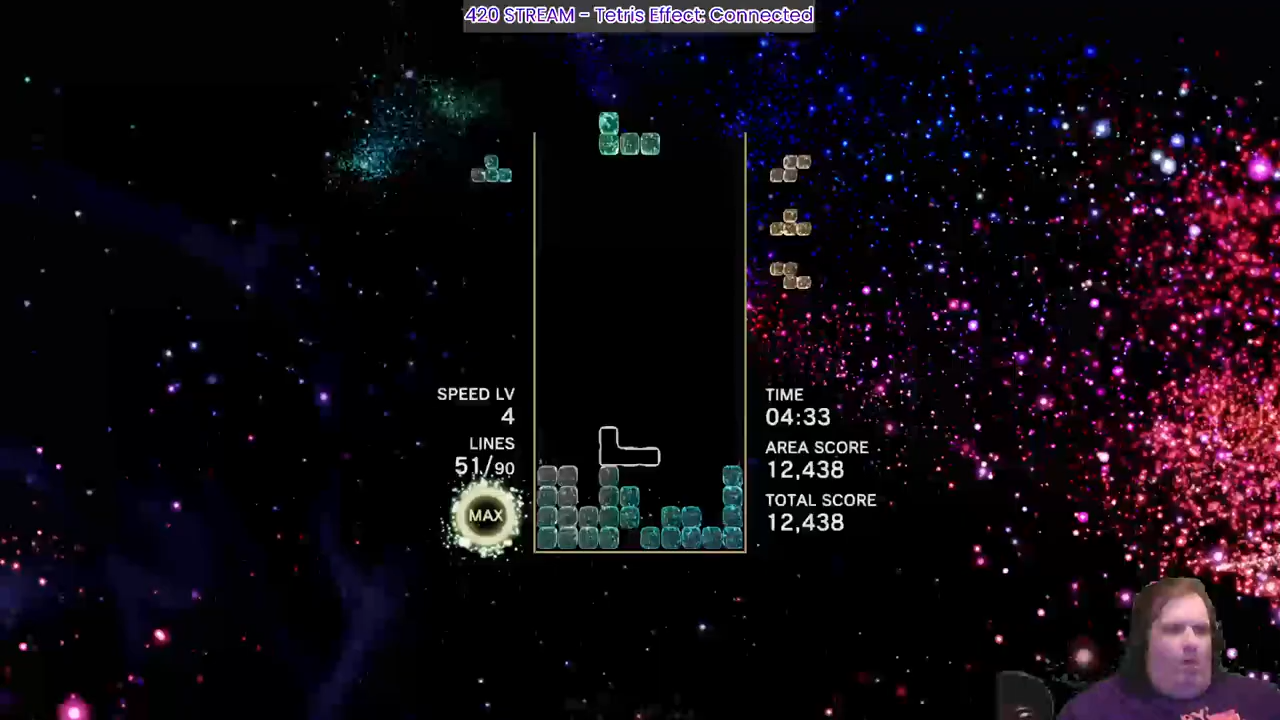 420 STREAM - Tetris Effect: Connected
SPEED LV
4
LINES
51/90
MAX
TIME
04:33
AREA SCORE
12,438
TOTAL SCORE
12,438